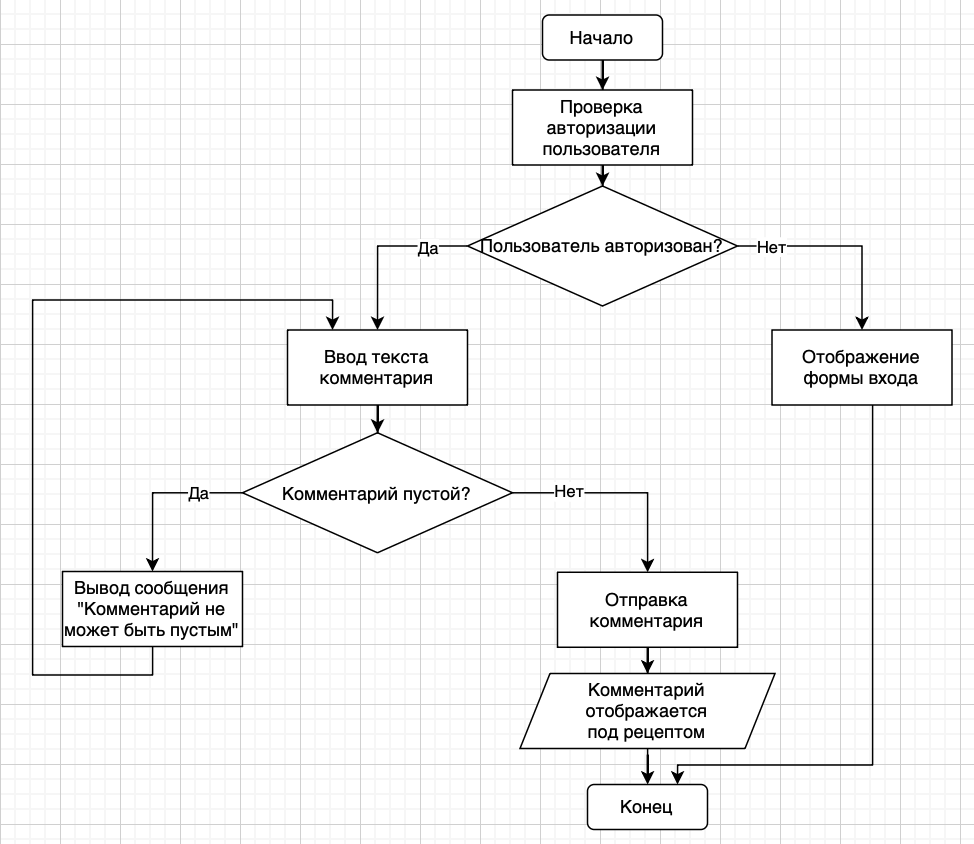 Начало
Проверка
авторизации
пользователя
Пользователь авторизован?
Да
Нет
Ввод текста
комментария
Отображение
формы входа
Комментарий пустой?
Да
Нет
Вывод сообщения
"Комментарий не
может быть пустым"
Отправка
комментария
Комментарий
отображается
под рецептом
Конец